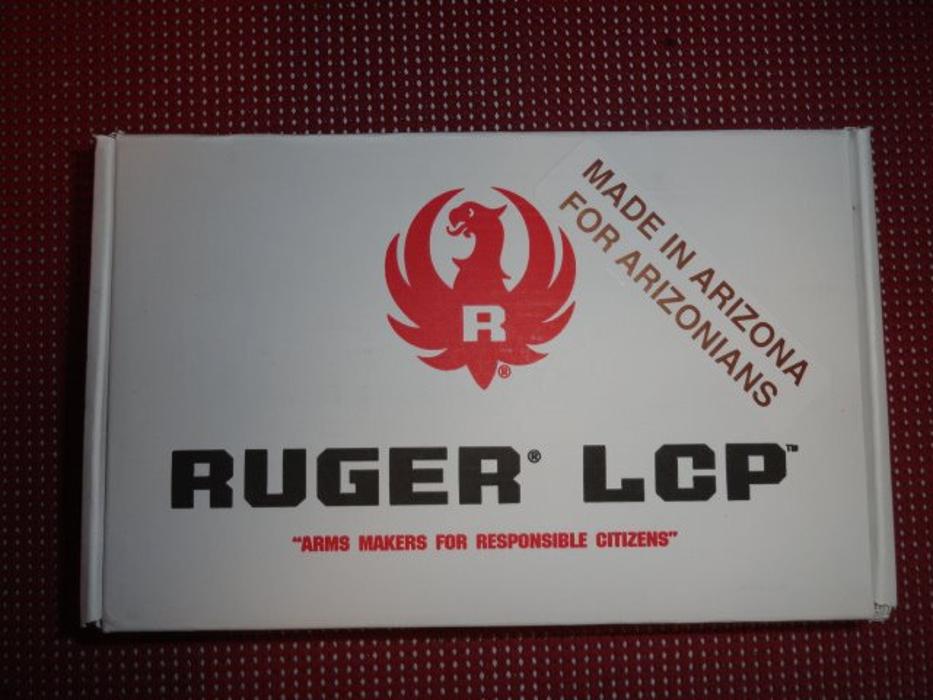 MADE IN ARIZONA
FOR ARIZONIANS
R
®
RUGER® LCP™
“ARMS MAKERS FOR RESPONSIBLE CITIZENS”